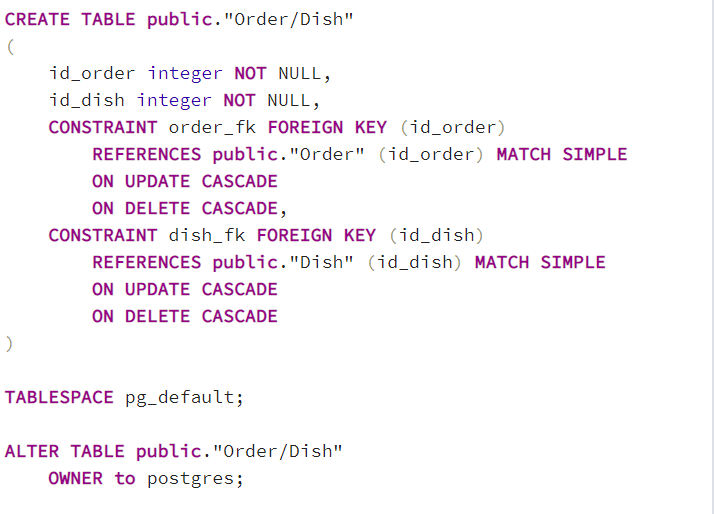 CREATE TABLE public."Order/Dish"
(
    id_order integer NOT NULL,
    id_dish integer NOT NULL,
    CONSTRAINT order_fk FOREIGN KEY (id_order)
        REFERENCES public."Order" (id_order) MATCH SIMPLE
        ON UPDATE CASCADE
        ON DELETE CASCADE,
    CONSTRAINT dish_fk FOREIGN KEY (id_dish)
        REFERENCES public."Dish" (id_dish) MATCH SIMPLE
        ON UPDATE CASCADE
        ON DELETE CASCADE
)
TABLESPACE pg_default;
ALTER TABLE public."Order/Dish"
    OWNER to postgres;